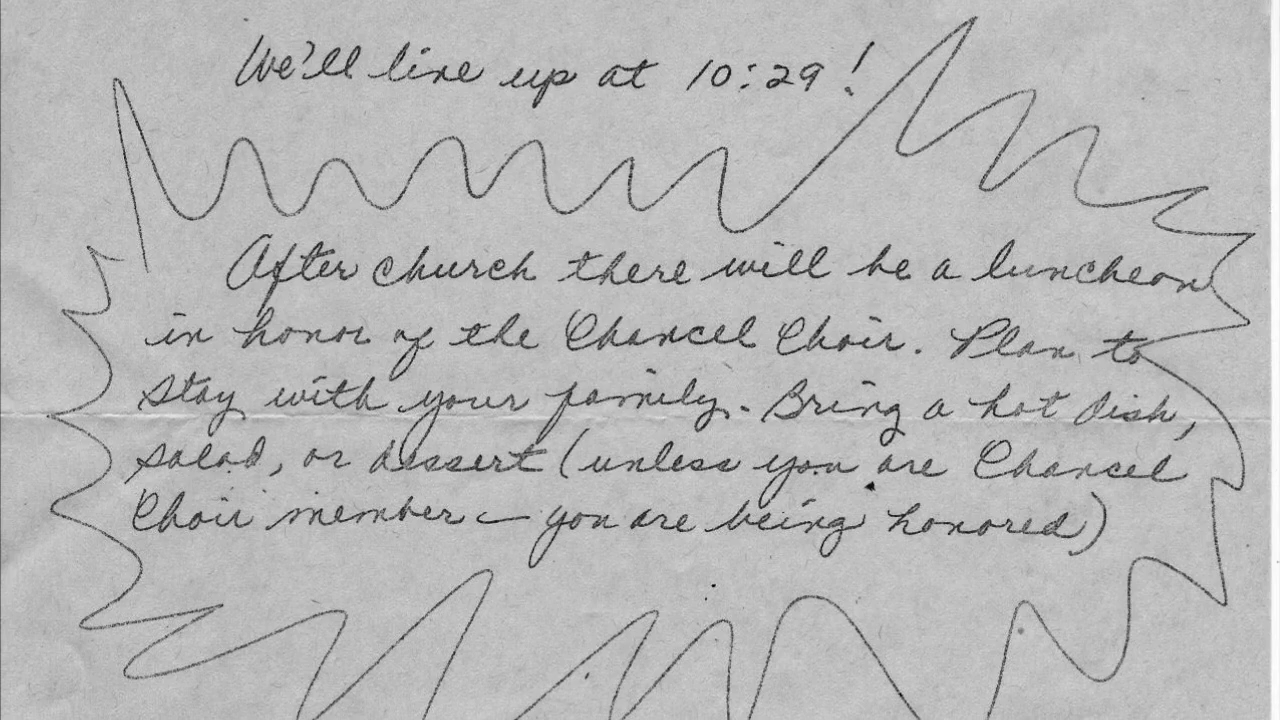 We'll line up at 10:29!
After church there will be a luncheon
in honor of the Chancel Choir. Plan to
stay with your family. Bring a hot dish,
salad, or dessert (unless you are Chancel
Choir member — you are being honored)